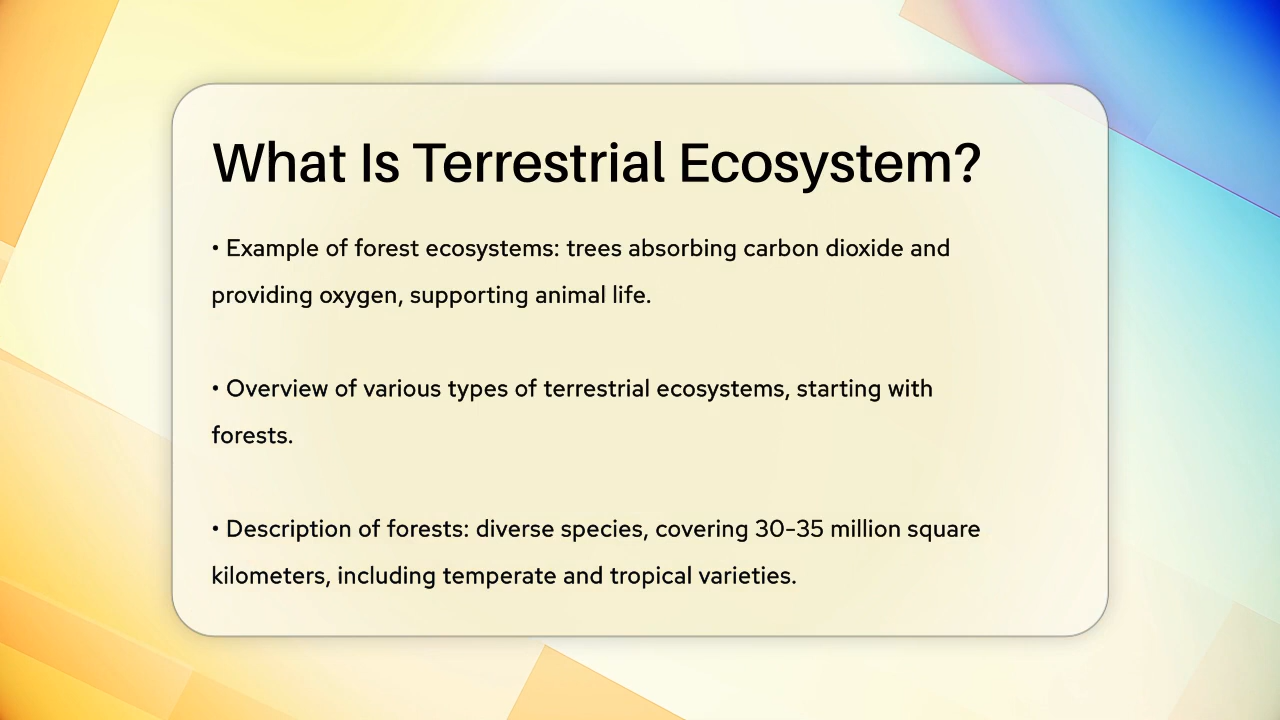 What Is Terrestrial Ecosystem?
• Example of forest ecosystems: trees absorbing carbon dioxide and
providing oxygen, supporting animal life.
• Overview of various types of terrestrial ecosystems, starting with
forests.
• Description of forests: diverse species, covering 30–35 million square
kilometers, including temperate and tropical varieties.